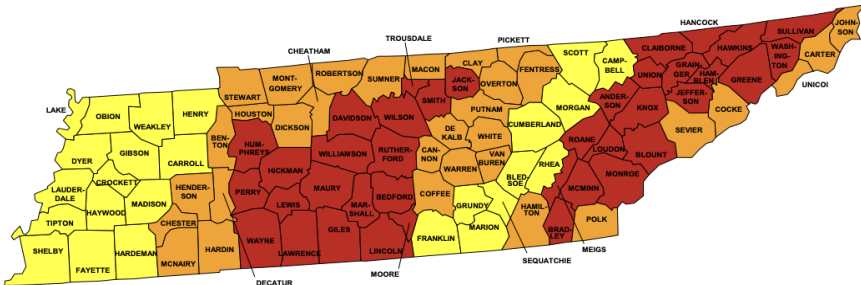 HANCOCK
TROUSDALE
PICKETT
CHEATHAM
LAKE
OBION
WEAKLEY
HENRY
STEWART
MONT-
GOMERY
ROBERTSON
SUMNER
MACON
CLAY
JACK-
SON
OVERTON
FENTRESS
SCOTT
CAMP-
BELL
CLAIBORNE
UNION
GRAIN
GER
HAM-
BLEN
HAWKINS
SULLIVAN
WASH-
ING-
TON
JOHN-
SON
CARTER
UNICOI
GREENE
COCKE
JEFFER-
SON
SEVIER
KNOX
ANDER-
SON
MORGAN
CUMBERLAND
PUTNAM
SMITH
WILSON
DAVIDSON
DICKSON
HOUSTON
BEN-
TON
HUM-
PHREYS
CARROLL
GIBSON
DYER
CROCKETT
LAUDER-
DALE
HAYWOOD
MADISON
HENDER-
SON
PERRY
HICKMAN
WILLIAMSON
RUTHER-
FORD
CAN-
NON
DE
KALB
WHITE
VAN
BUREN
WARREN
BLED-
SOE
RHEA
ROANE
LOUDON
BLOUNT
MONROE
MCMINN
TIPTON
SHELBY
FAYETTE
HARDEMAN
CHESTER
MCNAIRY
HARDIN
WAYNE
LEWIS
MAURY
MAR-
SHALL
BEDFORD
COFFEE
GRUNDY
LAWRENCE
GILES
LINCOLN
FRANKLIN
MARION
HAMIL-
TON
BRAD-
LEY
POLK
DECATUR
MOORE
SEQUATCHIE
MEIGS